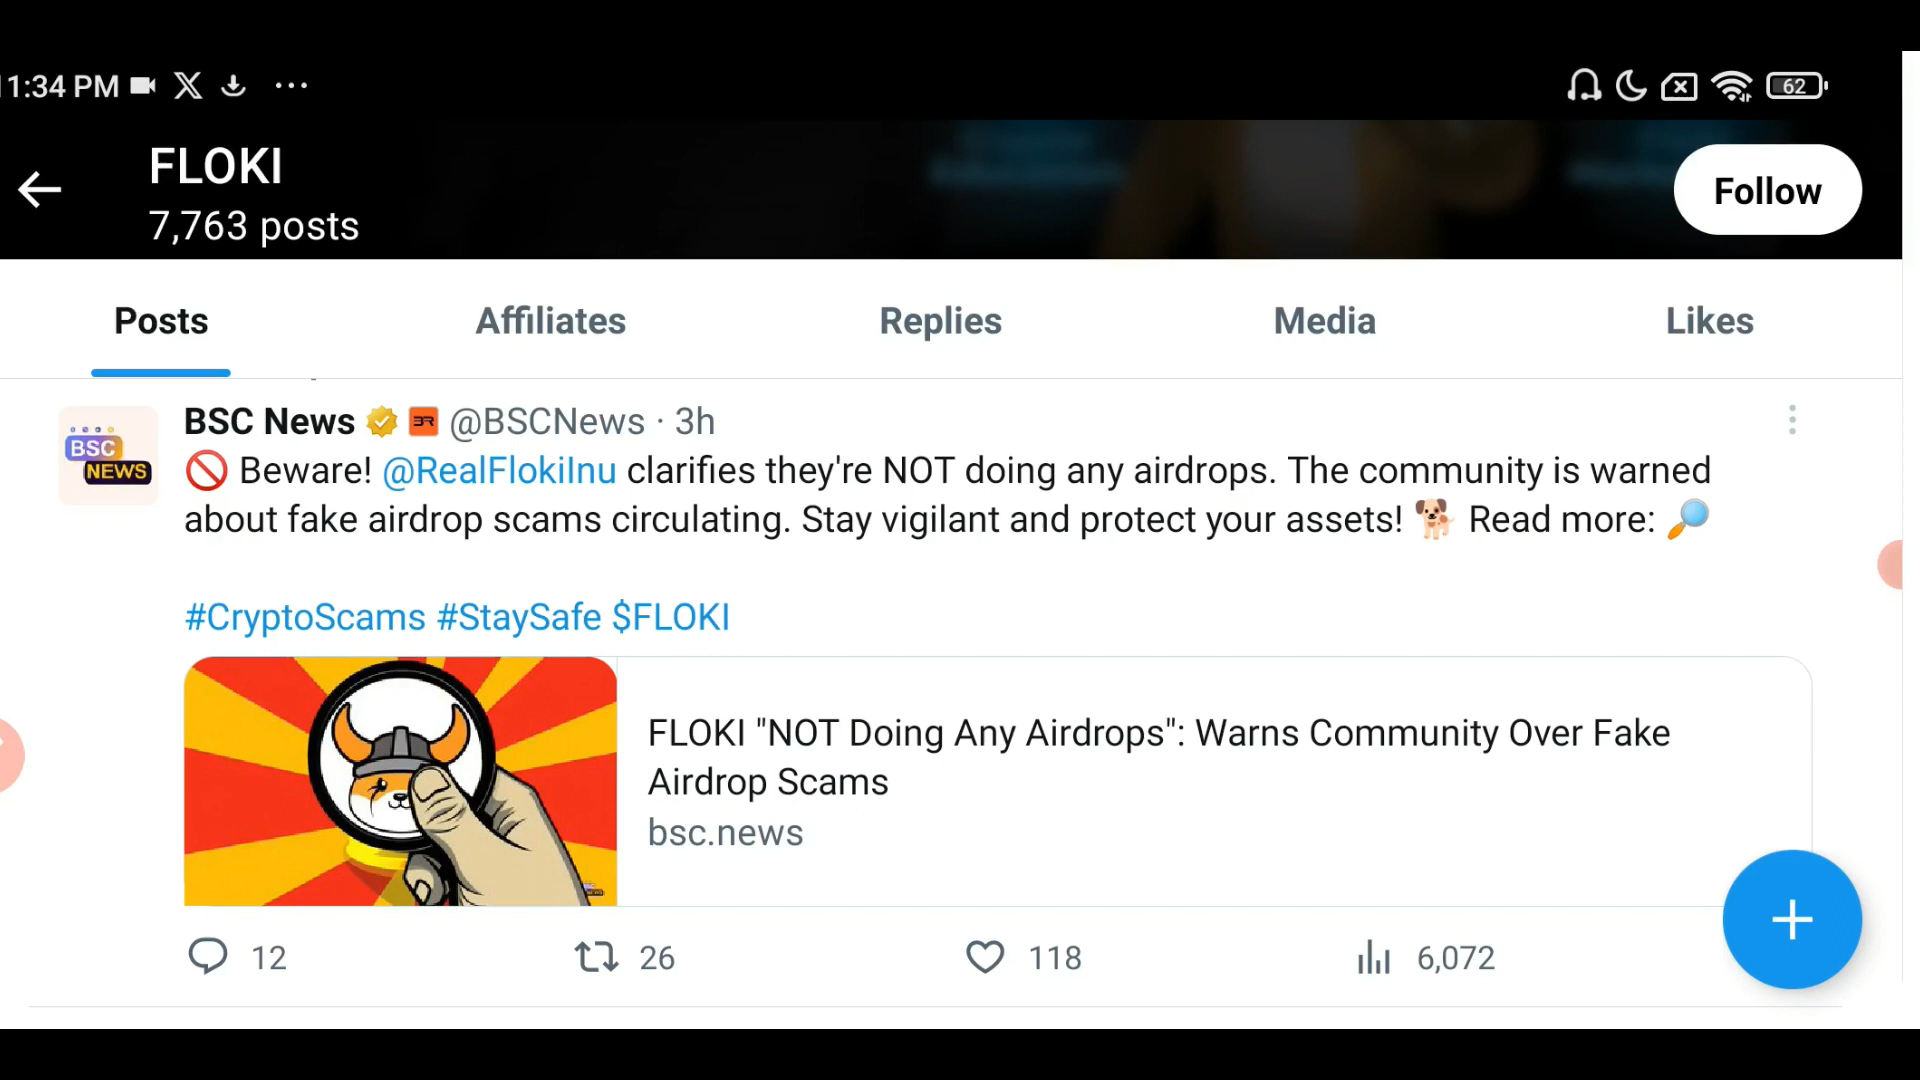 1:34 PM
62
FLOKI
7,763 posts
Follow
Posts Affiliates Replies Media Likes
BSC News @BSCNews · 3h
BSC
NEWS
🚫 Beware! @RealFlokiInu clarifies they're NOT doing any airdrops. The community is warned
about fake airdrop scams circulating. Stay vigilant and protect your assets! 🐕 Read more: 🔎
#CryptoScams #StaySafe $FLOKI
FLOKI "NOT Doing Any Airdrops": Warns Community Over Fake
Airdrop Scams
bsc.news
12 26 118 6,072